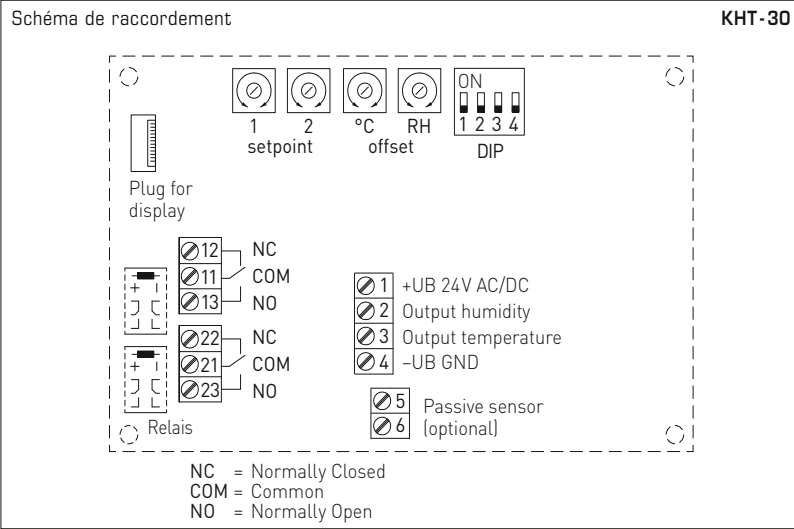 Schéma de raccordement KHT-30
ON
1 2 3 4
DIP
1 2
setpoint
°C RH
offset
Plug for
display
12 NC
11 COM
13 NO
22 NC
21 COM
23 NO
+ -
+ -
Relais
1 +UB 24V AC/DC
2 Output humidity
3 Output temperature
4 –UB GND
5 Passive sensor
6 (optional)
NC = Normally Closed
COM = Common
NO = Normally Open